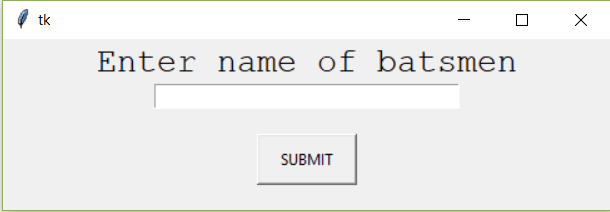 tk
Enter name of batsmen
SUBMIT